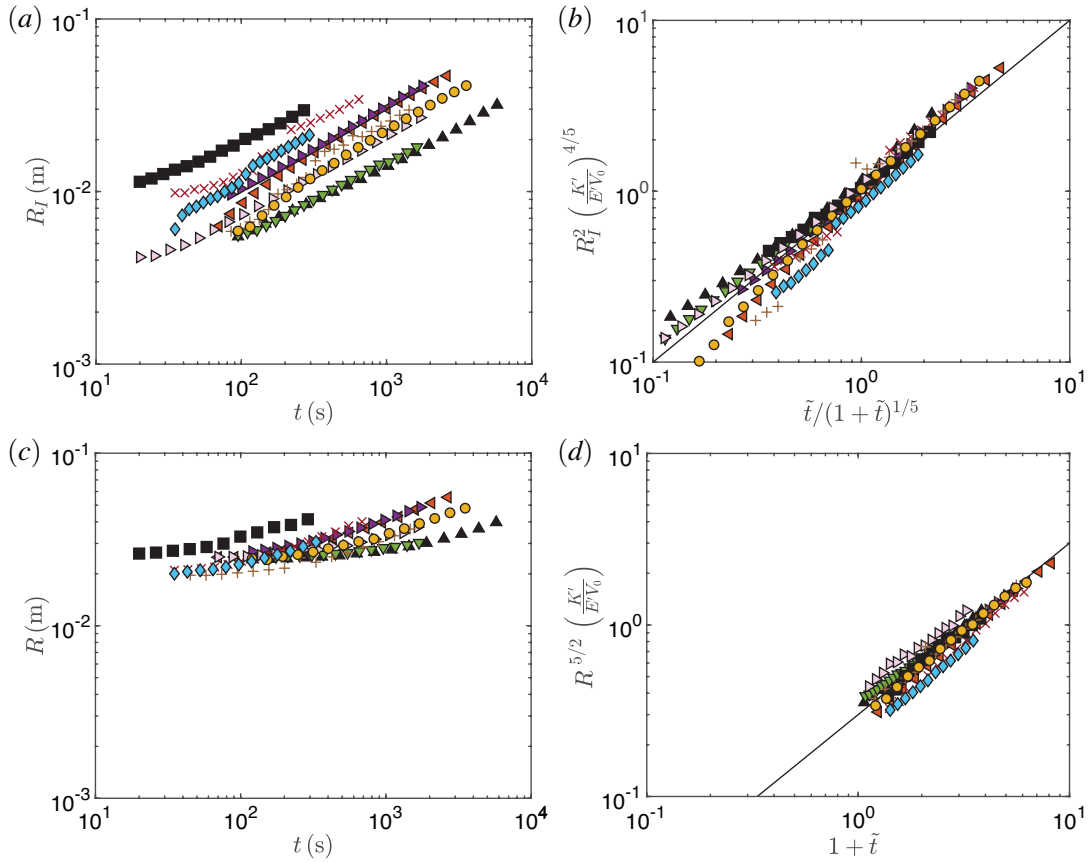 (a)
10^{-1}
10^{-2}
10^{-3}
R_I (m)
10^1
10^2
10^3
10^4
t (s)
(b)
10^1
10^0
10^{-1}
R_I^2 (K′/E′V_0)^{4/5}
10^{-1}
10^0
10^1
t̃/(1 + t̃)^{1/5}
(c)
10^{-1}
10^{-2}
10^{-3}
R (m)
10^1
10^2
10^3
10^4
t (s)
(d)
10^1
10^0
10^{-1}
R^{5/2} (K′/E′V_0)
10^{-1}
10^0
10^1
1 + t̃